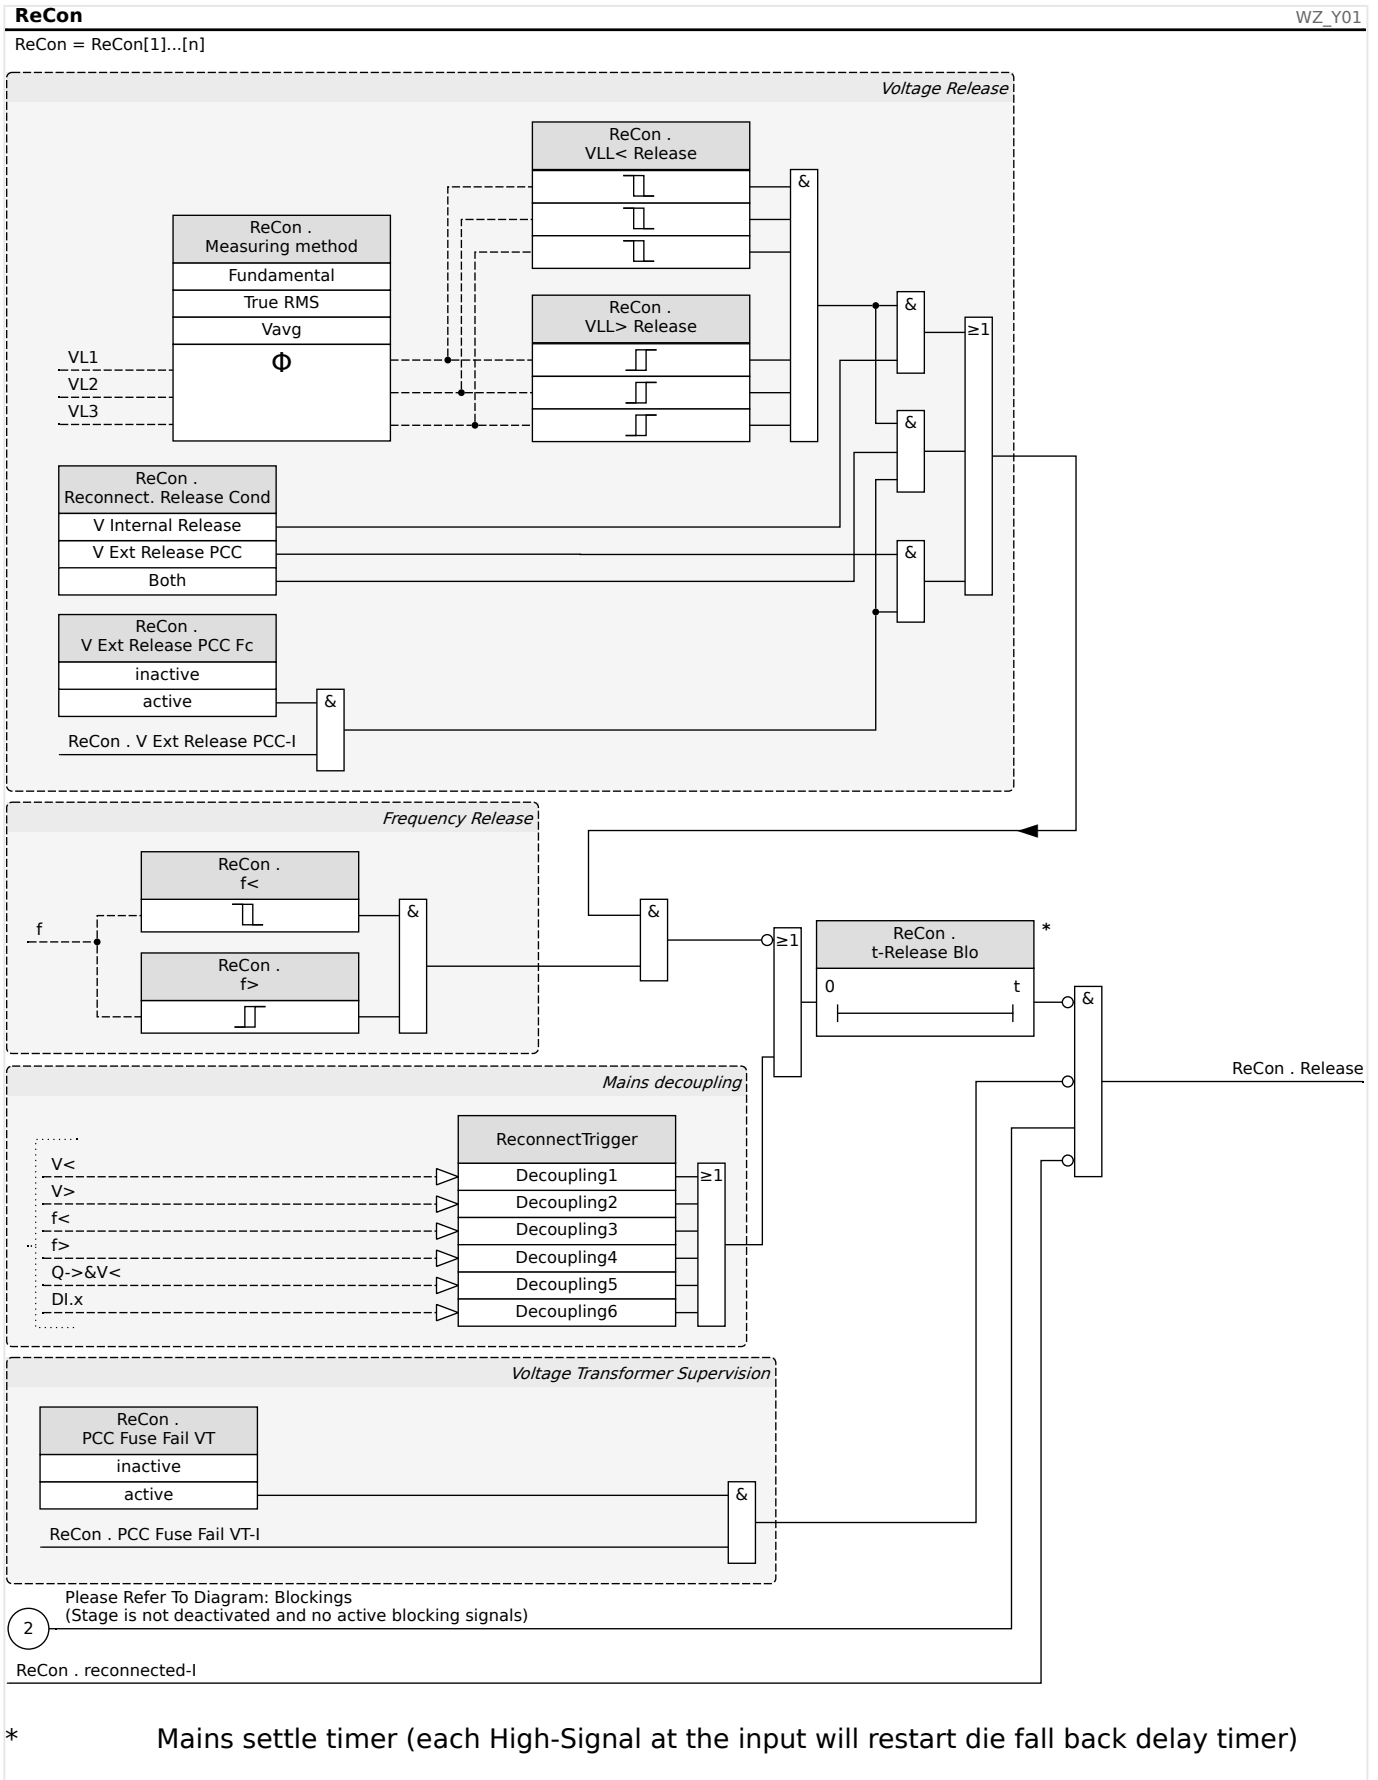 ReCon
WZ_Y01
ReCon = ReCon[1]...[n]
Voltage Release
ReCon .
VLL< Release
&
ReCon .
Measuring method
Fundamental
True RMS
Vavg
Φ
VL1
VL2
VL3
ReCon .
VLL> Release
&
≥1
&
ReCon .
Reconnect. Release Cond
V Internal Release
V Ext Release PCC
Both
&
ReCon .
V Ext Release PCC Fc
inactive
active
&
ReCon . V Ext Release PCC-I
Frequency Release
ReCon .
f<
f
&
ReCon .
f>
&
≥1
ReCon .
t-Release Blo
*
0
t
&
ReCon . Release
Mains decoupling
ReconnectTrigger
V<
Decoupling1
≥1
V>
Decoupling2
f<
Decoupling3
f>
Decoupling4
Q->&V<
Decoupling5
DI.x
Decoupling6
Voltage Transformer Supervision
ReCon .
PCC Fuse Fail VT
inactive
active
&
ReCon . PCC Fuse Fail VT-I
Please Refer To Diagram: Blockings
(Stage is not deactivated and no active blocking signals)
2
ReCon . reconnected-I
* Mains settle timer (each High-Signal at the input will restart die fall back delay timer)